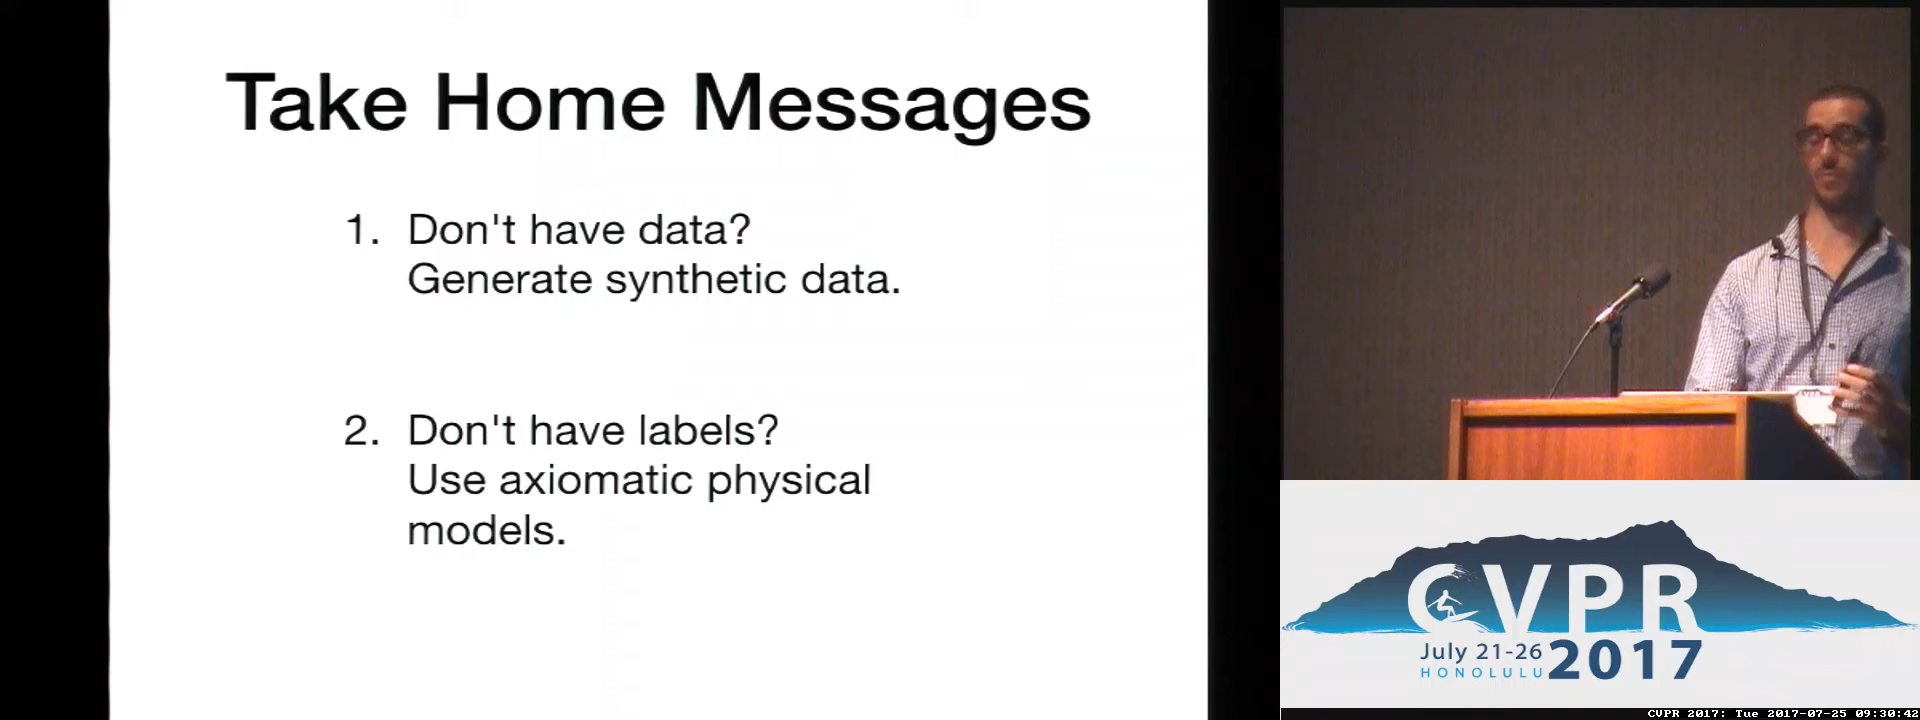 Take Home Messages
1. Don't have data?
Generate synthetic data.
2. Don't have labels?
Use axiomatic physical
models.
CVPR
July 21-26
HONOLULU
2017
CVPR 2017: Tue 2017-07-25 09:30:42